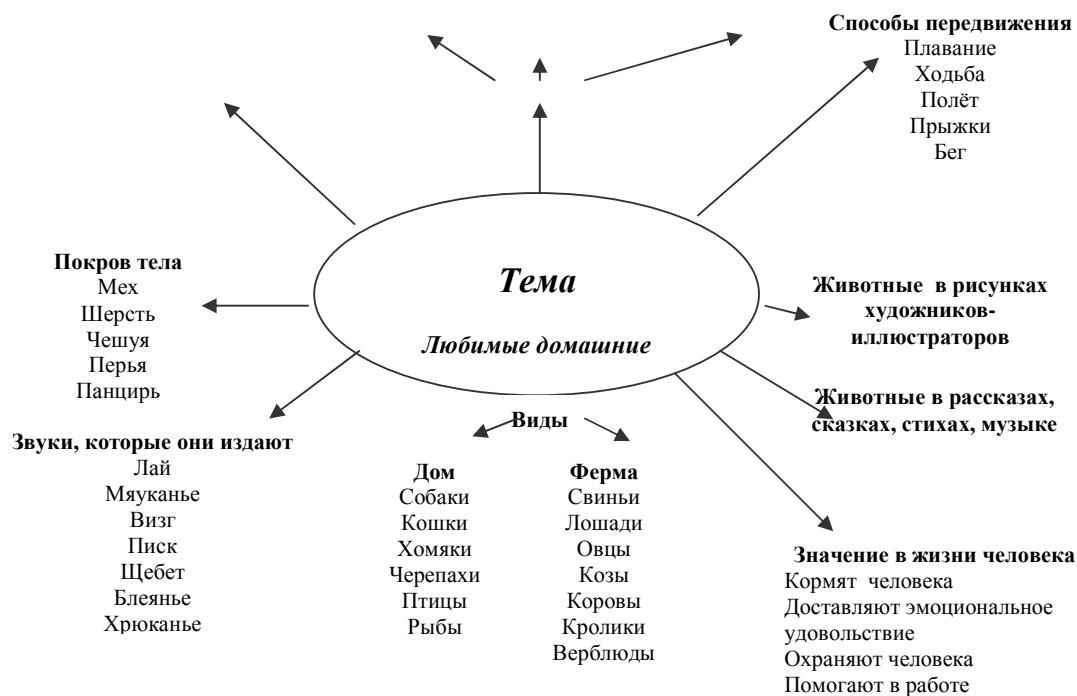 Способы передвижения
Плавание
Ходьба
Полёт
Прыжки
Бег
Тема
Любимые домашние
Покров тела
Мех
Шерсть
Чешуя
Перья
Панцирь
Животные в рисунках
художников-
иллюстраторов
Животные в рассказах,
сказках, стихах, музыке
Звуки, которые они издают
Лай
Мяуканье
Визг
Писк
Щебет
Блеянье
Хрюканье
Виды
Дом
Собаки
Кошки
Хомяки
Черепахи
Птицы
Рыбы
Ферма
Свиньи
Лошади
Овцы
Козы
Коровы
Кролики
Верблюды
Значение в жизни человека
Кормят человека
Доставляют эмоциональное
удовольствие
Охраняют человека
Помогают в работе